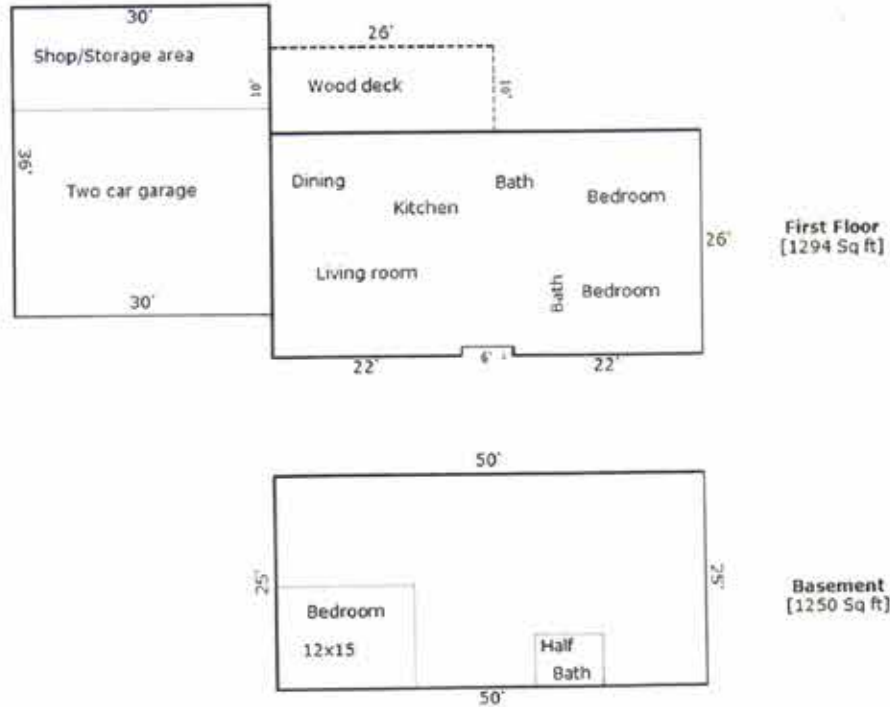 30'
Shop/Storage area
10'
26'
Wood deck
10'
36'
Two car garage
30'
Dining
Kitchen
Bath
Bedroom
Living room
Bath
Bedroom
26'
First Floor
[1294 Sq ft]
22'
6'
22'
50'
25'
25'
Bedroom
12x15
Half
Bath
50'
Basement
[1250 Sq ft]